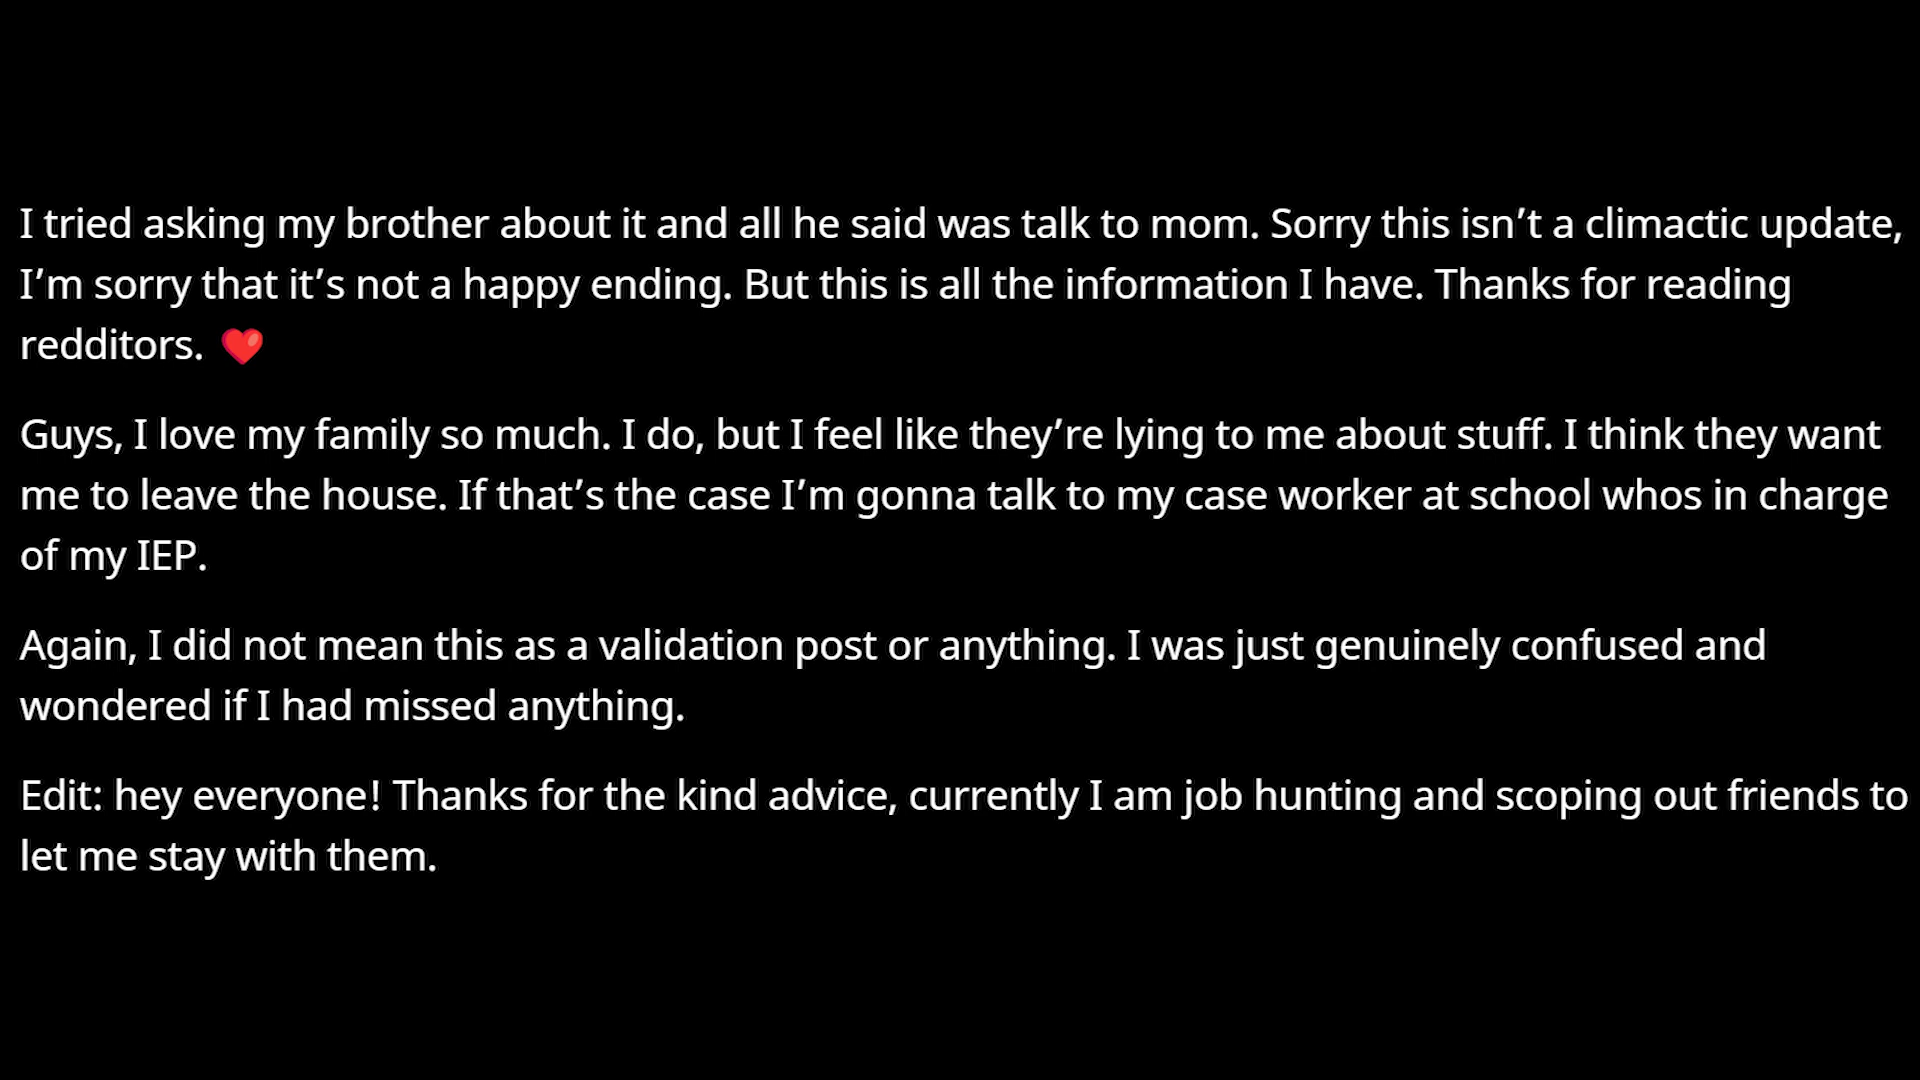 I tried asking my brother about it and all he said was talk to mom. Sorry this isn’t a climactic update,
I’m sorry that it’s not a happy ending. But this is all the information I have. Thanks for reading
redditors. ❤️
Guys, I love my family so much. I do, but I feel like they’re lying to me about stuff. I think they want
me to leave the house. If that’s the case I’m gonna talk to my case worker at school whos in charge
of my IEP.
Again, I did not mean this as a validation post or anything. I was just genuinely confused and
wondered if I had missed anything.
Edit: hey everyone! Thanks for the kind advice, currently I am job hunting and scoping out friends to
let me stay with them.